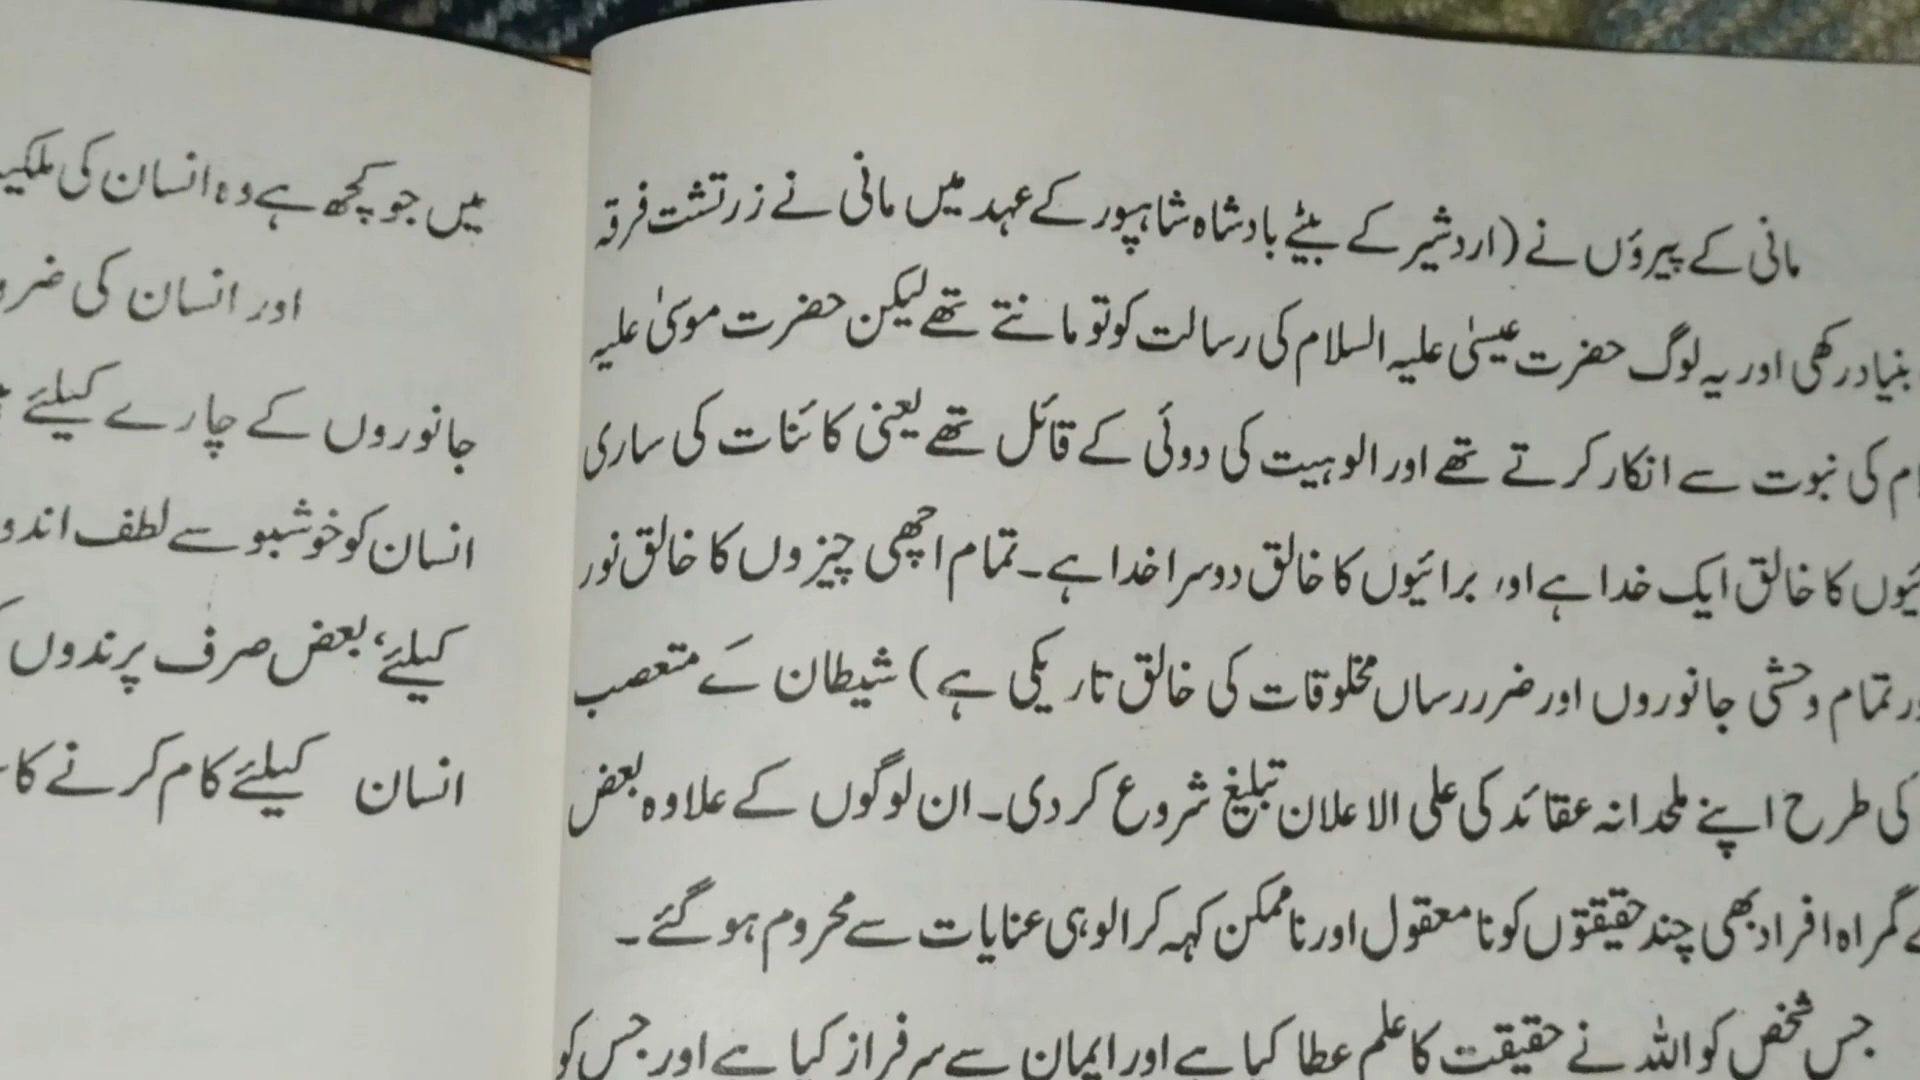 مانی کے پیروٴں نے (اردشیر کے بیٹے بادشاہ شاہپور کے عہد میں مانی نے زرتشت فرقہ
بنیاد رکھی اور یہ لوگ حضرت عیسیٰ علیہ السلام کی رسالت کو تو مانتے تھے لیکن حضرت موسیٰ علیہ
کی نبوت سے انکار کرتے تھے اور الوہیت کی دوئی کے قائل تھے یعنی کائنات کی ساری
کا خالق ایک خدا ہے اور برائیوں کا خالق دوسرا خدا ہے۔ تمام اچھی چیزوں کا خالق نور
تمام وحشی جانوروں اور ضرررساں مخلوقات کی خالق تاریکی ہے) شیطان کے متعصب
کی طرح اپنے ملحدانہ عقائد کی علی الاعلان تبلیغ شروع کر دی۔ ان لوگوں کے علاوہ بعض
گمراہ افراد بھی چند حقیقتوں کو نامعقول اور ناممکن کہہ کر الوہی عنایات سے محروم ہو گئے۔
جس شخص کو اللہ نے حقیقت کا علم عطا کیا ہے اور ایمان سے سرفراز کیا ہے اور جس کو
میں جو کچھ ہے وہ انسان کی
اور انسان کی
جانوروں کے چارے کیلئے
انسان کو خوشبو سے لطف
کیلئے، بعض صرف پرندوں
انسان کیلئے کام کرنے کا